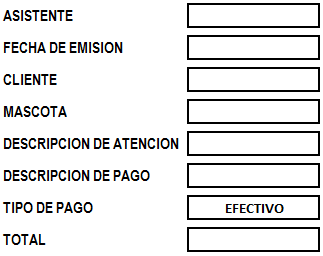 ASISTENTE
FECHA DE EMISION
CLIENTE
MASCOTA
DESCRIPCION DE ATENCION
DESCRIPCION DE PAGO
TIPO DE PAGO EFECTIVO
TOTAL